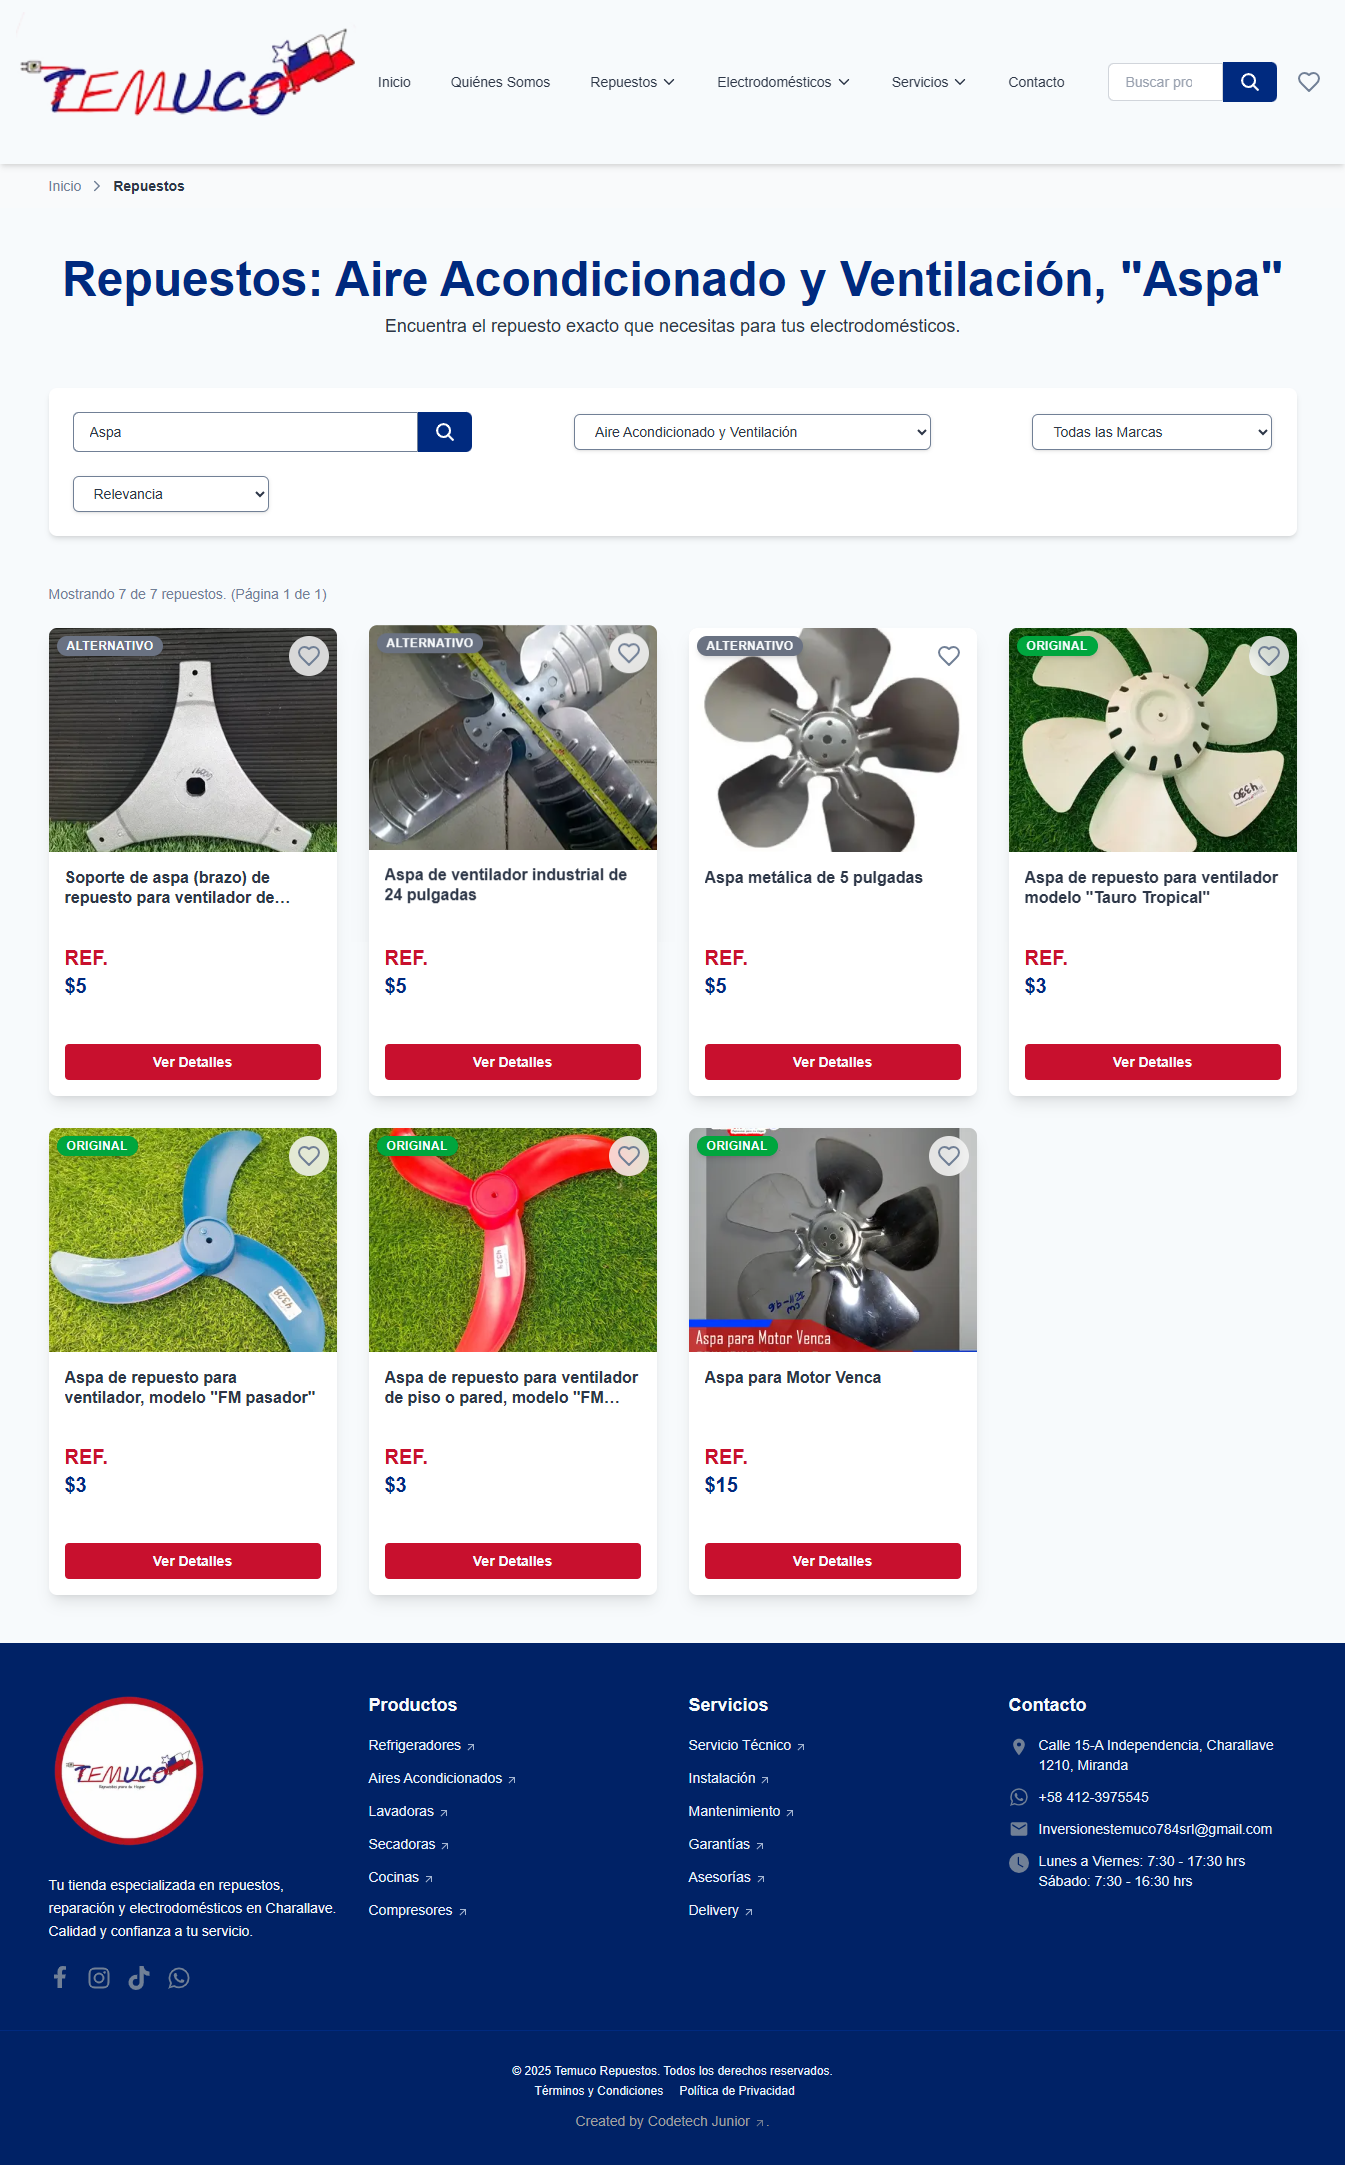 TEMUCO
Inicio
Quiénes Somos
Repuestos
Electrodomésticos
Servicios
Contacto
Buscar pro
Inicio
Repuestos
Repuestos: Aire Acondicionado y Ventilación, "Aspa"
Encuentra el repuesto exacto que necesitas para tus electrodomésticos.
Aspa
Aire Acondicionado y Ventilación
Todas las Marcas
Relevancia
Mostrando 7 de 7 repuestos. (Página 1 de 1)
ALTERNATIVO
Soporte de aspa (brazo) de
repuesto para ventilador de...
REF.
$5
Ver Detalles
ALTERNATIVO
Aspa de ventilador industrial de
24 pulgadas
REF.
$5
Ver Detalles
ALTERNATIVO
Aspa metálica de 5 pulgadas
REF.
$5
Ver Detalles
ORIGINAL
4330
Aspa de repuesto para ventilador
modelo "Tauro Tropical"
REF.
$3
Ver Detalles
ORIGINAL
4328
Aspa de repuesto para
ventilador, modelo "FM pasador"
REF.
$3
Ver Detalles
ORIGINAL
Aspa de repuesto para ventilador
de piso o pared, modelo "FM...
REF.
$3
Ver Detalles
ORIGINAL
Aspa para Motor Venca
Aspa para Motor Venca
REF.
$15
Ver Detalles
TEMUCO
Repuestos para tu Hogar
Tu tienda especializada en repuestos,
reparación y electrodomésticos en Charallave.
Calidad y confianza a tu servicio.
Productos
Refrigeradores
Aires Acondicionados
Lavadoras
Secadoras
Cocinas
Compresores
Servicios
Servicio Técnico
Instalación
Mantenimiento
Garantías
Asesorías
Delivery
Contacto
Calle 15-A Independencia, Charallave
1210, Miranda
+58 412-3975545
Inversionestemuco784srl@gmail.com
Lunes a Viernes: 7:30 - 17:30 hrs
Sábado: 7:30 - 16:30 hrs
© 2025 Temuco Repuestos. Todos los derechos reservados.
Términos y Condiciones
Política de Privacidad
Created by Codetech Junior .